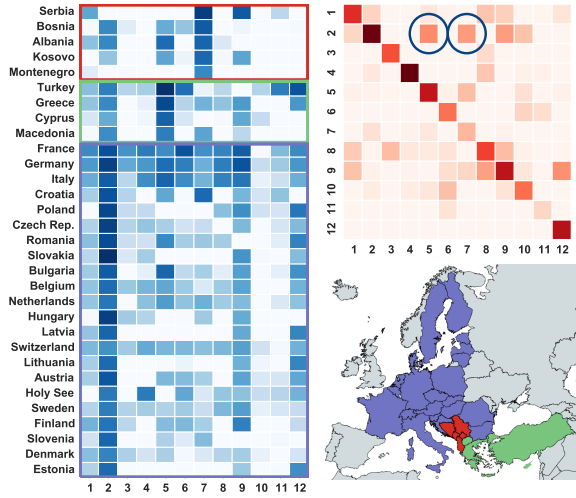 Serbia
Bosnia
Albania
Kosovo
Montenegro
Turkey
Greece
Cyprus
Macedonia
France
Germany
Italy
Croatia
Poland
Czech Rep.
Romania
Slovakia
Bulgaria
Belgium
Netherlands
Hungary
Latvia
Switzerland
Lithuania
Austria
Holy See
Sweden
Finland
Slovenia
Denmark
Estonia
1 2 3 4 5 6 7 8 9 10 11 12
1
2
3
4
5
6
7
8
9
10
11
12
1 2 3 4 5 6 7 8 9 10 11 12